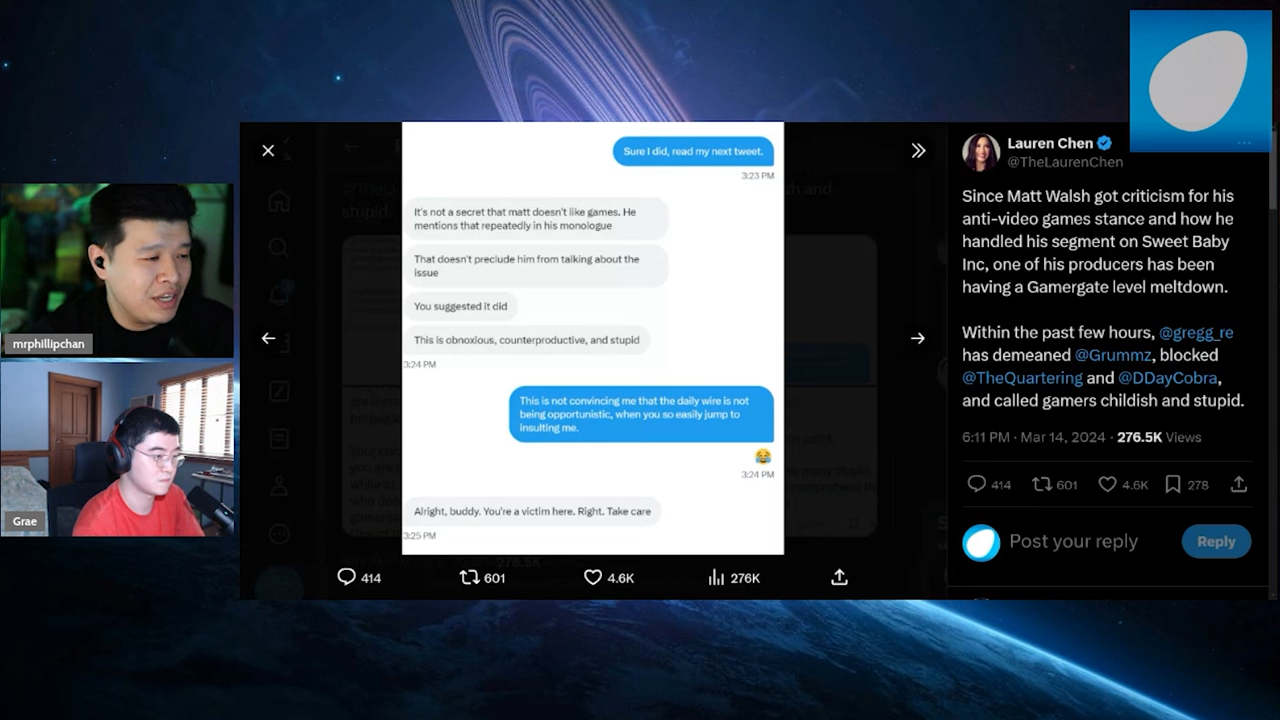 Sure I did, read my next tweet.
3:23 PM
It's not a secret that matt doesn't like games. He
mentions that repeatedly in his monologue
That doesn't preclude him from talking about the
issue
You suggested it did
This is obnoxious, counterproductive, and stupid
3:24 PM
This is not convincing me that the daily wire is not
being opportunistic, when you so easily jump to
insulting me.
3:24 PM
Alright, buddy. You're a victim here. Right. Take care
3:25 PM
414
601
4.6K
276K
Lauren Chen
@TheLaurenChen
Since Matt Walsh got criticism for his
anti-video games stance and how he
handled his segment on Sweet Baby
Inc, one of his producers has been
having a Gamergate level meltdown.
Within the past few hours, @gregg_re
has demeaned @Grummz, blocked
@TheQuartering and @DDayCobra,
and called gamers childish and stupid.
6:11 PM · Mar 14, 2024 · 276.5K Views
414
601
4.6K
278
Post your reply
Reply
mrphillipchan
Grae